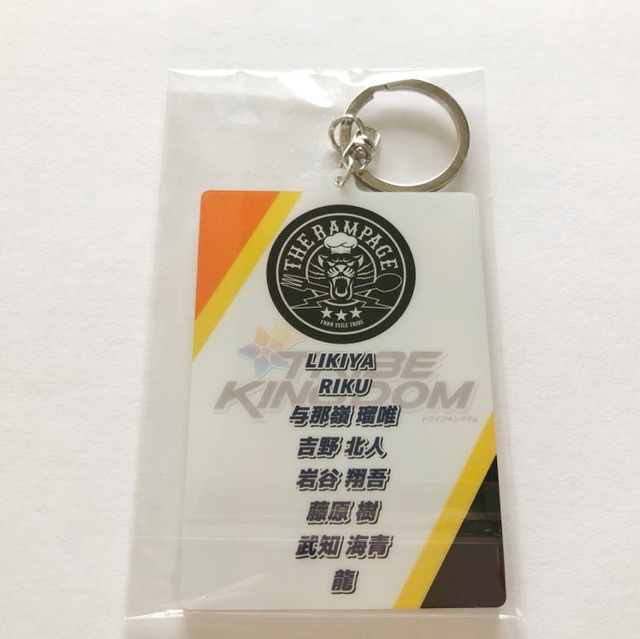 THE RAMPAGE
FROM EXILE TRIBE
LIKIYA
TRIBE
RIKU
KINGDOM
トライブキングダム
与那嶺 瑠唯
吉野 北人
岩谷 翔吾
藤原 樹
武知 海青
龍